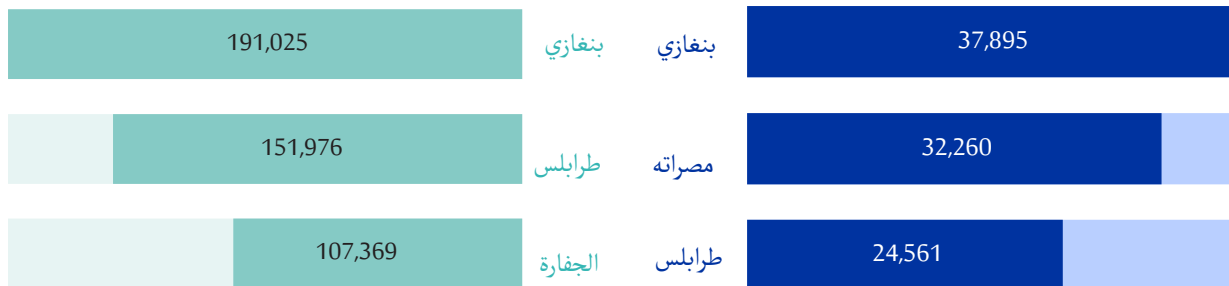 37,895 بنغازي
بنغازي 191,025
32,260 مصراته
طرابلس 151,976
24,561 طرابلس
الجفارة 107,369